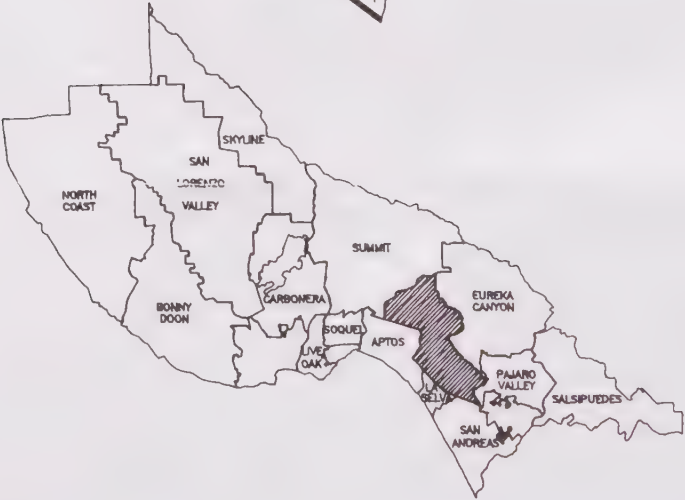 SKYLINE
SAN
LORENZO
VALLEY
NORTH
COAST
SUMMIT
EUREKA
CANYON
CARBONERA
BONNY
DOON
SOQUEL
LIVE
OAK
APTOS
PAJARO
VALLEY
LA
SELVA
SALSIPUEDES
SAN
ANDREAS